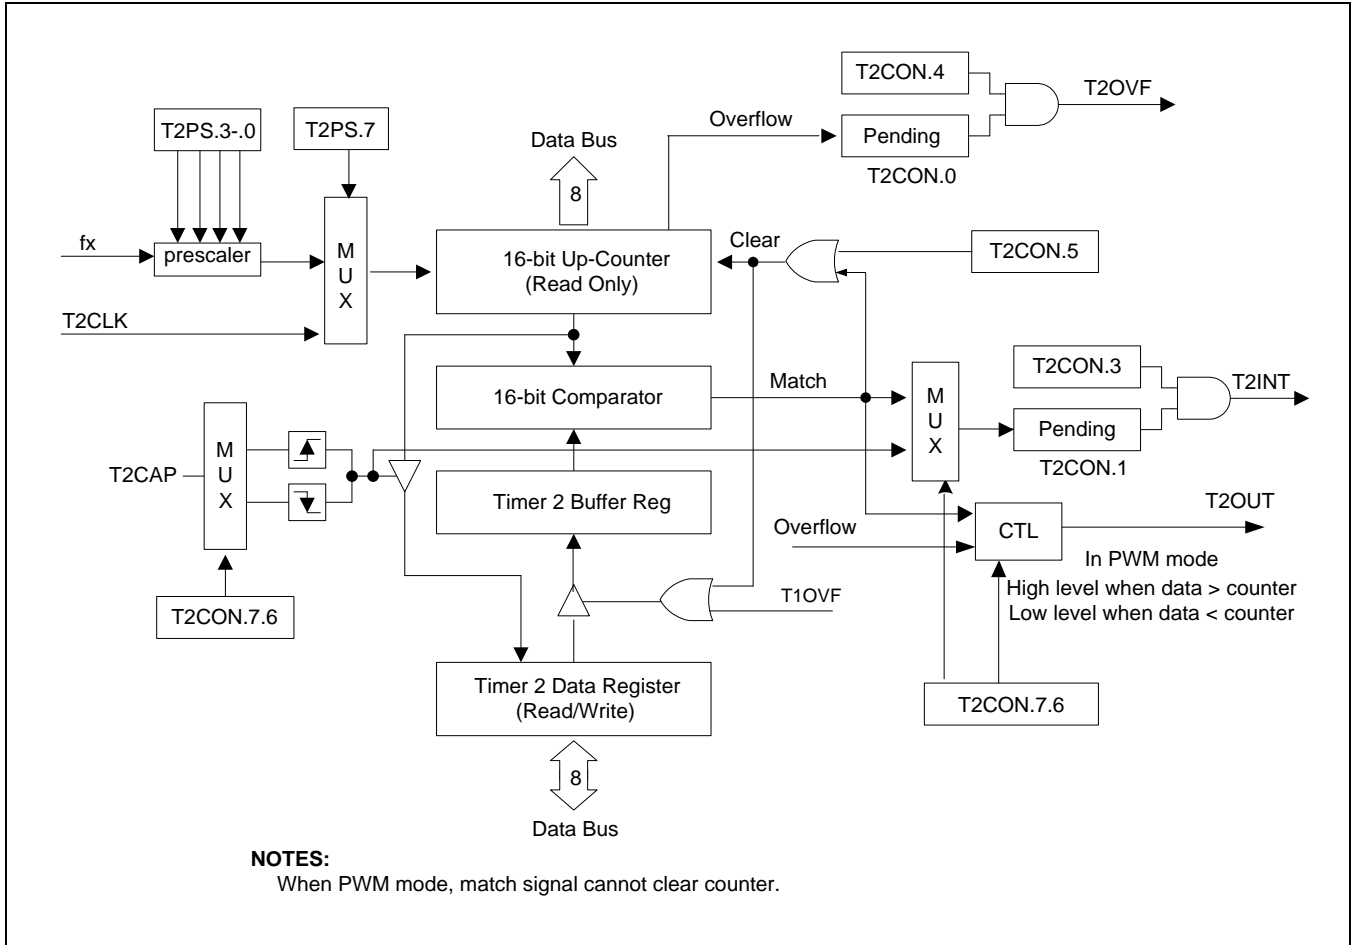 T2CON.4
T2OVF
Overflow
Pending
T2CON.0
T2PS.3-.0
T2PS.7
Data Bus
8
fx
prescaler
M
U
X
T2CLK
16-bit Up-Counter
(Read Only)
Clear
T2CON.5
16-bit Comparator
Match
M
U
X
T2CON.3
T2INT
Pending
T2CON.1
T2CAP
M
U
X
Timer 2 Buffer Reg
T2CON.7.6
Overflow
CTL
T2OUT
In PWM mode
High level when data > counter
Low level when data < counter
T1OVF
Timer 2 Data Register
(Read/Write)
T2CON.7.6
8
Data Bus
NOTES:
When PWM mode, match signal cannot clear counter.